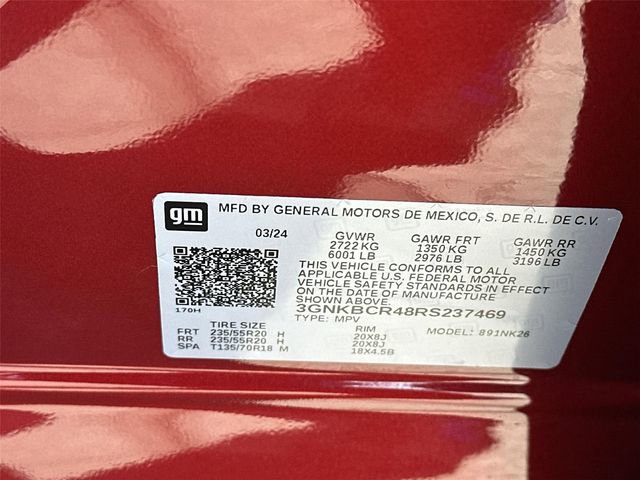 gm MFD BY GENERAL MOTORS DE MEXICO, S. DE R.L. DE C.V.
03/24 GVWR GAWR FRT GAWR RR
2722 KG 1350 KG 1450 KG
6001 LB 2976 LB 3196 LB
THIS VEHICLE CONFORMS TO ALL
APPLICABLE U.S. FEDERAL MOTOR
VEHICLE SAFETY STANDARDS IN EFFECT
ON THE DATE OF MANUFACTURE
SHOWN ABOVE.
170H 3GNKBCR48RS237469
TYPE: MPV MODEL: 891NK26
TIRE SIZE RIM
FRT 235/55R20 H 20X8J
RR 235/55R20 H 20X8J
SPA T135/70R18 M 18X4.5B